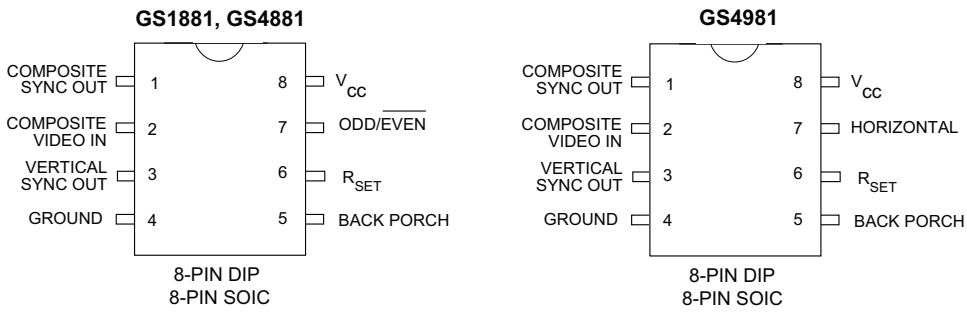 GS1881, GS4881
COMPOSITE
SYNC OUT
1
8
VCC
COMPOSITE
VIDEO IN
2
7
ODD/EVEN
VERTICAL
SYNC OUT
3
6
RSET
GROUND
4
5
BACK PORCH
8-PIN DIP
8-PIN SOIC
GS4981
COMPOSITE
SYNC OUT
1
8
VCC
COMPOSITE
VIDEO IN
2
7
HORIZONTAL
VERTICAL
SYNC OUT
3
6
RSET
GROUND
4
5
BACK PORCH
8-PIN DIP
8-PIN SOIC